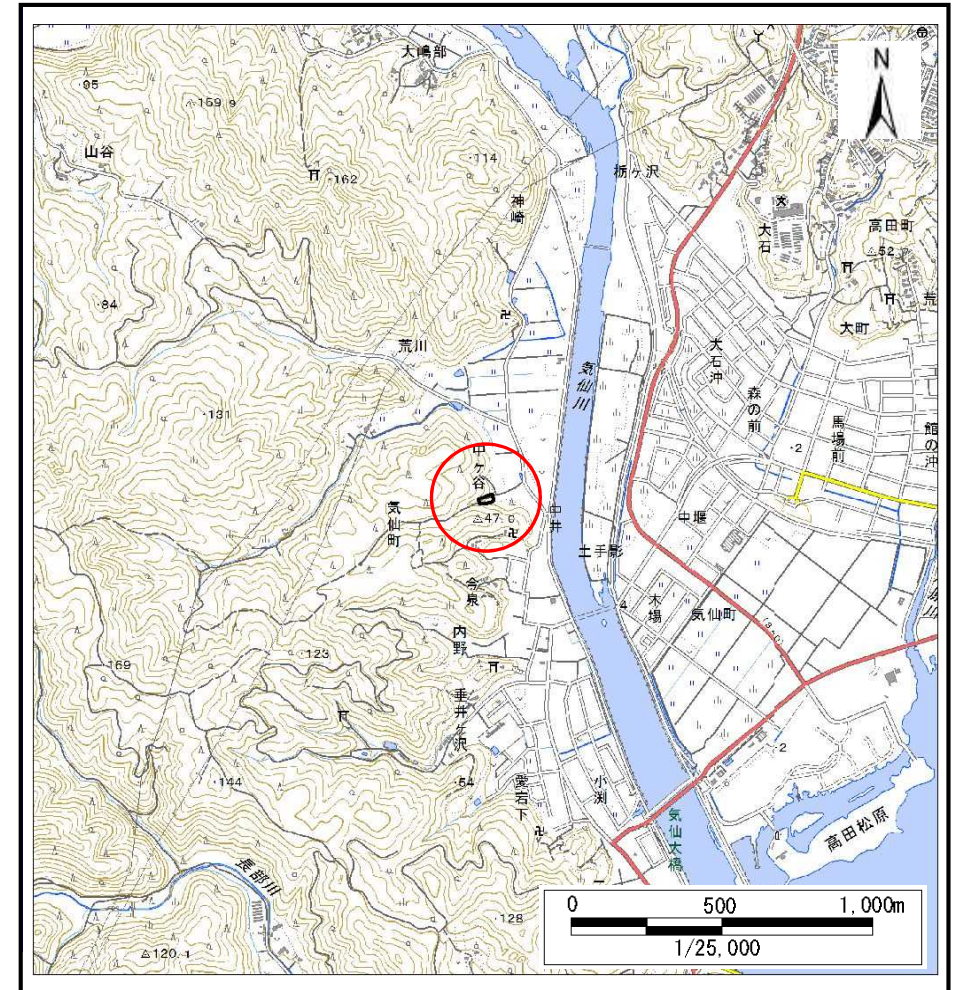 大嶋部
N
・95
△159.9
・114
山谷
・162
栃ヶ沢
神崎
大石
高田町
△52
大町
荒
・84
荒川
大石沖
気仙川
森の前
馬場前
館の沖
・2
・131
中ヶ谷
気仙町
△47.
中井
中堰
二手影
今泉
・4
木場
気仙町
内野
・123
・169
垂井ヶ沢
・2
・144
・54
愛宕下
小渕
気仙大橋
高田松原
長部川
・128
△120.1
0 500 1,000m
1/25,000